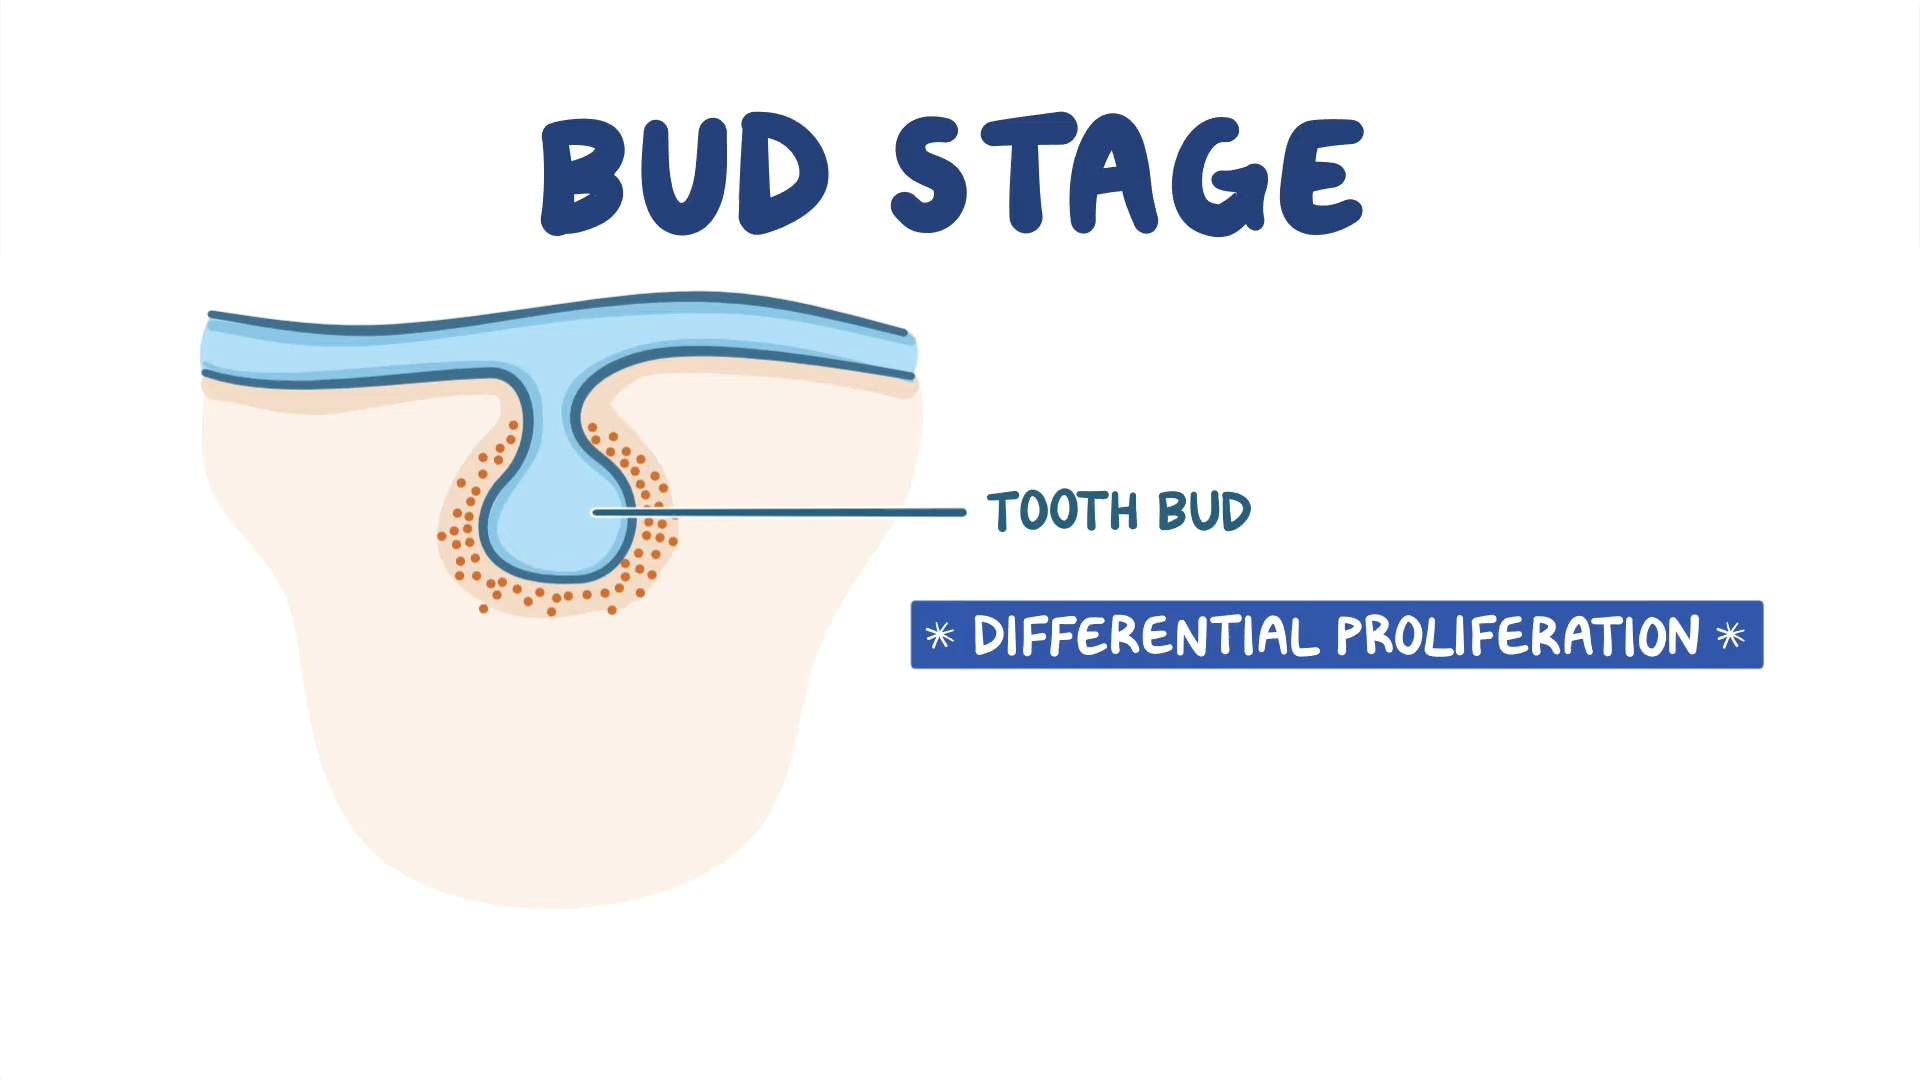 BUD STAGE
TOOTH BUD
* DIFFERENTIAL PROLIFERATION *